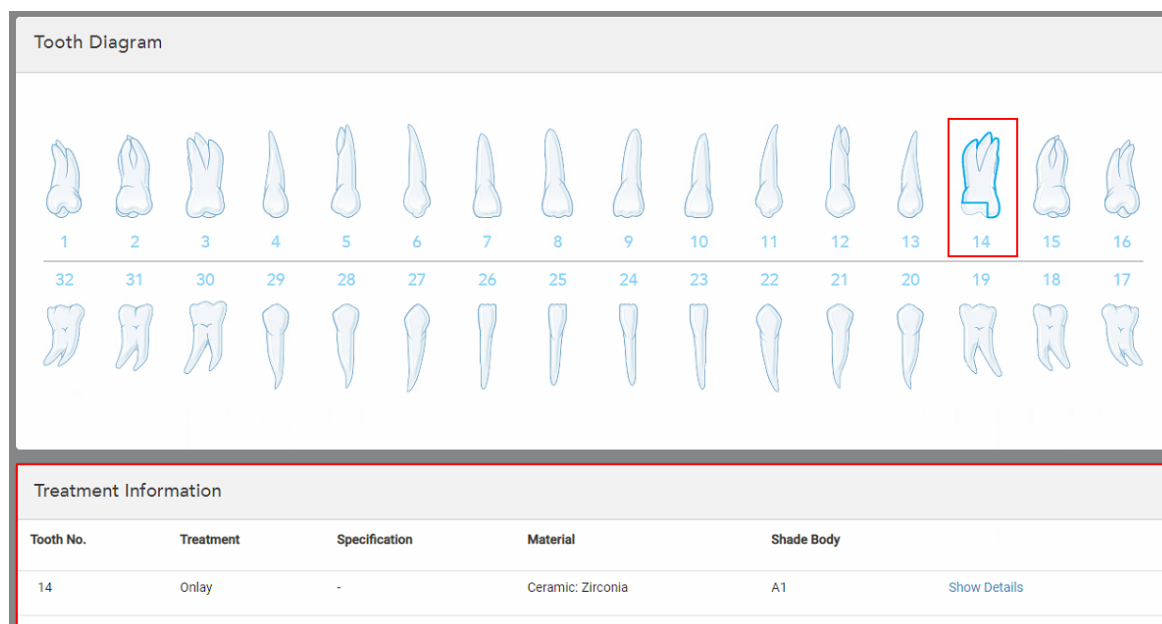 Tooth Diagram
1 2 3 4 5 6 7 8 9 10 11 12 13 14 15 16
32 31 30 29 28 27 26 25 24 23 22 21 20 19 18 17
Treatment Information
Tooth No. Treatment Specification Material Shade Body
14 Onlay - Ceramic: Zirconia A1 Show Details